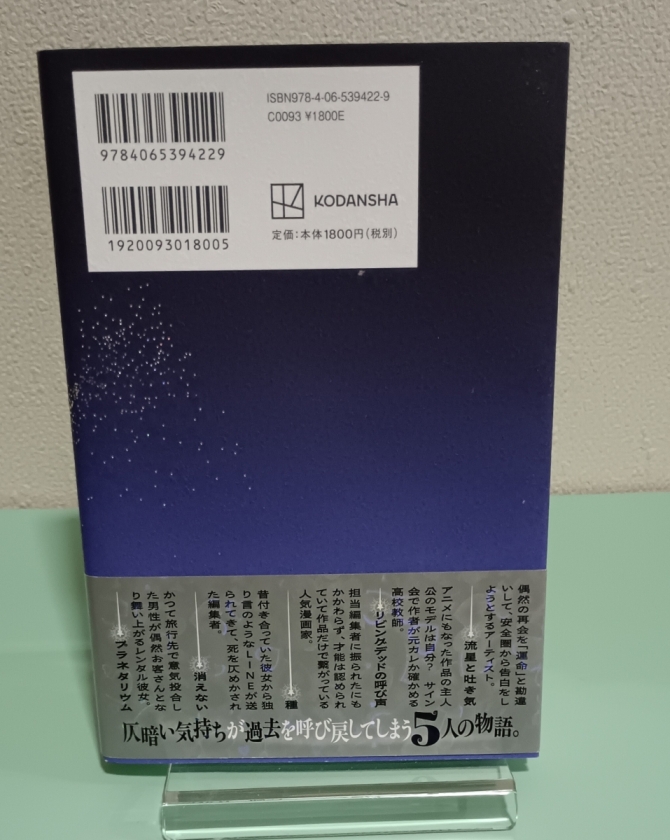 ISBN978-4-06-539422-9
C0093 ¥1800E
9784065394229
1920093018005
KODANSHA
定価：本体1800円（税別）
偶然の再会を「運命」と勘違
いして、安全圏から告白をし
ようとするアーティスト。
流星と吐き気
アニメにもなった作品の主人
公のモデルは自分？ サイン
会で作者が元カレか確かめる
高校教師。
リビングデッドの呼び声
担当編集者に振られたにも
かかわらず、才能は認められ
ていて作品だけで繋がっている
人気漫画家。
種
昔付き合っていた彼女から独
り言のようなLINEが送
られてきて、死を仄めかされ
た編集者。
消えない
かつて旅行先で意気投合し
た男性が偶然お客さんとな
り舞い上がるレンタル彼女。
プラネタリウム
仄暗い気持ちが過去を呼び戻してしまう5人の物語。